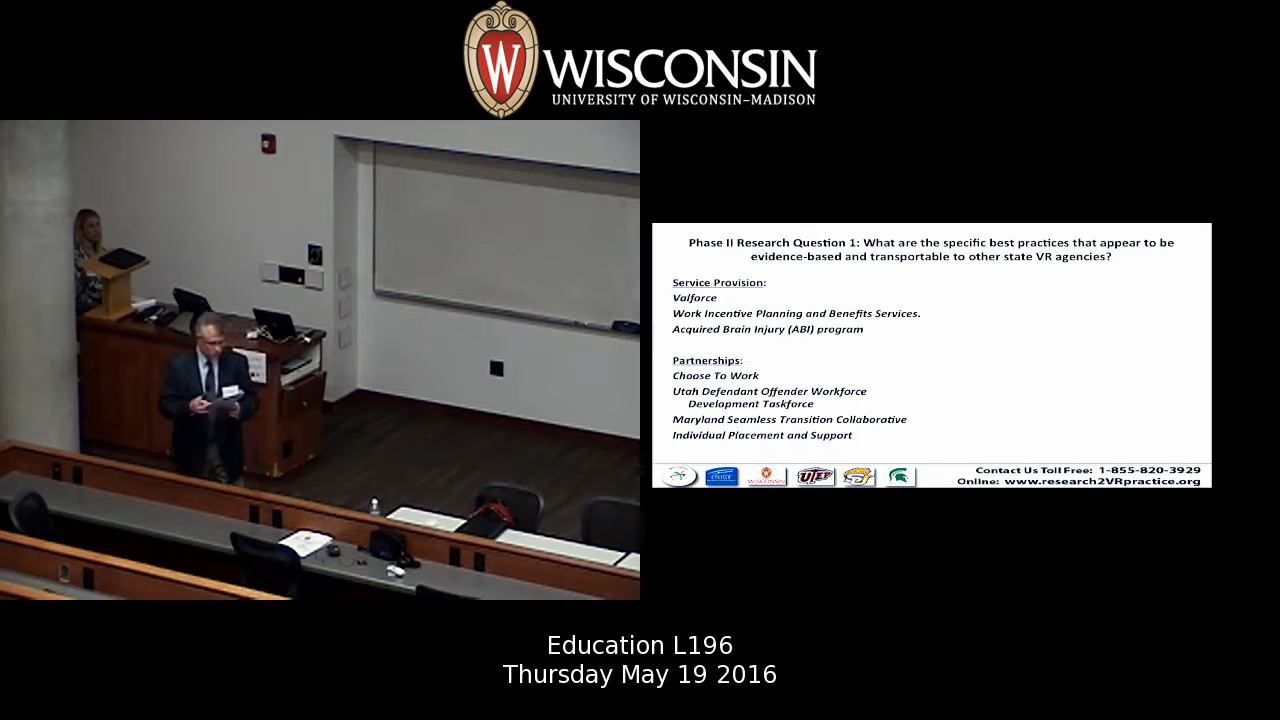 W
WISCONSIN
UNIVERSITY OF WISCONSIN–MADISON
Phase II Research Question 1: What are the specific best practices that appear to be
evidence-based and transportable to other state VR agencies?
Service Provision:
Valforce
Work Incentive Planning and Benefits Services.
Acquired Brain Injury (ABI) program
Partnerships:
Choose To Work
Utah Defendant Offender Workforce
Development Taskforce
Maryland Seamless Transition Collaborative
Individual Placement and Support
STOUT
WISCONSIN
UTEP
Contact Us Toll Free: 1-855-820-3929
Online: www.research2VRpractice.org
Education L196
Thursday May 19 2016